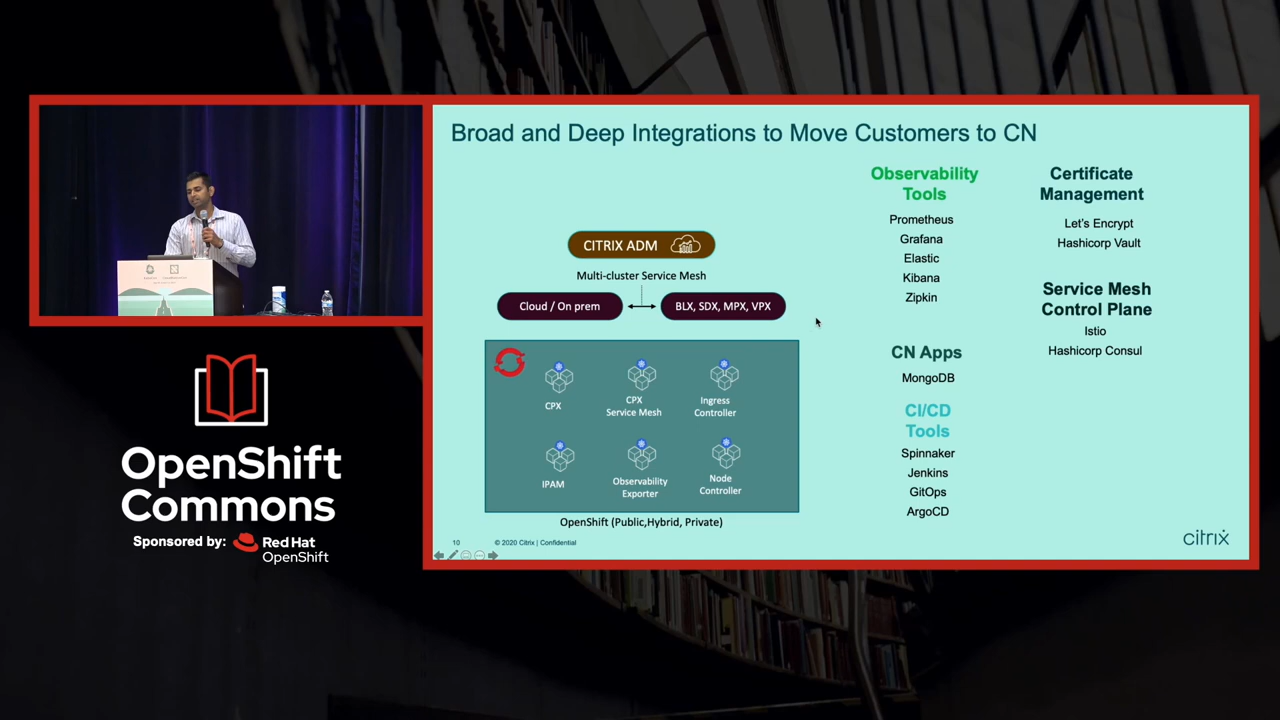 Broad and Deep Integrations to Move Customers to CN
CITRIX ADM
Multi-cluster Service Mesh
Cloud / On prem
BLX, SDX, MPX, VPX
CPX
CPX
Service Mesh
Ingress
Controller
IPAM
Observability
Exporter
Node
Controller
OpenShift (Public,Hybrid, Private)
Observability
Tools
Prometheus
Grafana
Elastic
Kibana
Zipkin
CN Apps
MongoDB
CI/CD
Tools
Spinnaker
Jenkins
GitOps
ArgoCD
Certificate
Management
Let's Encrypt
Hashicorp Vault
Service Mesh
Control Plane
Istio
Hashicorp Consul
10
© 2020 Citrix | Confidential
citrix
OpenShift
Commons
Sponsored by:
Red Hat
OpenShift